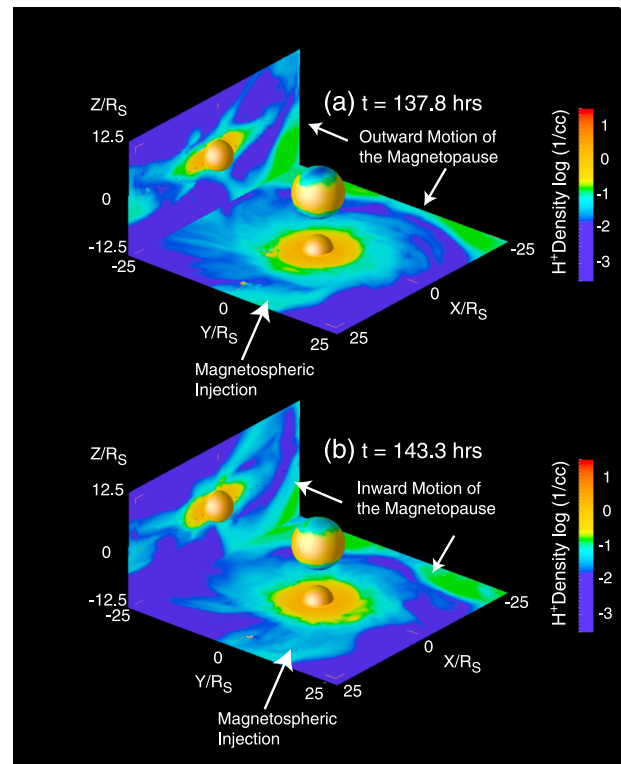 (a) t = 137.8 hrs
Z/R_S
12.5
0
-12.5
-25
0
Y/R_S
25
25
0
X/R_S
-25
Outward Motion of
the Magnetopause
Magnetospheric
Injection
H⁺Density log (1/cc)
1
0
-1
-2
-3
(b) t = 143.3 hrs
Z/R_S
12.5
0
-12.5
-25
0
Y/R_S
25
25
0
X/R_S
-25
Inward Motion of
the Magnetopause
Magnetospheric
Injection
H⁺Density log (1/cc)
1
0
-1
-2
-3